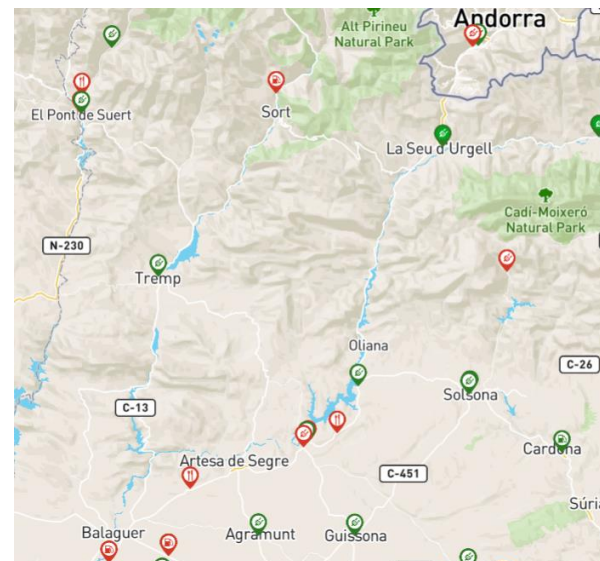 Andorra
Alt Pirineu
Natural Park
El Pont de Suert
Sort
La Seu d'Urgell
Cadí-Moixeró
Natural Park
N-230
Tremp
Oliana
C-26
Solsona
C-13
Cardona
Artesa de Segre
C-451
Súria
Balaguer
Agramunt
Guissona